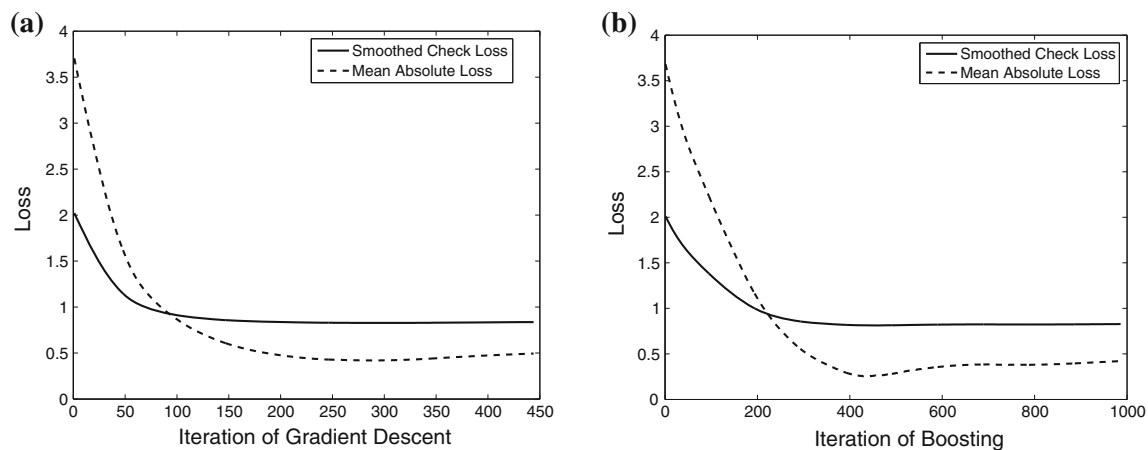 (a)
4
3.5
3
2.5
2
1.5
1
0.5
0
Loss
Smoothed Check Loss
Mean Absolute Loss
0 50 100 150 200 250 300 350 400 450
Iteration of Gradient Descent
(b)
4
3.5
3
2.5
2
1.5
1
0.5
0
Loss
Smoothed Check Loss
Mean Absolute Loss
0 200 400 600 800 1000
Iteration of Boosting